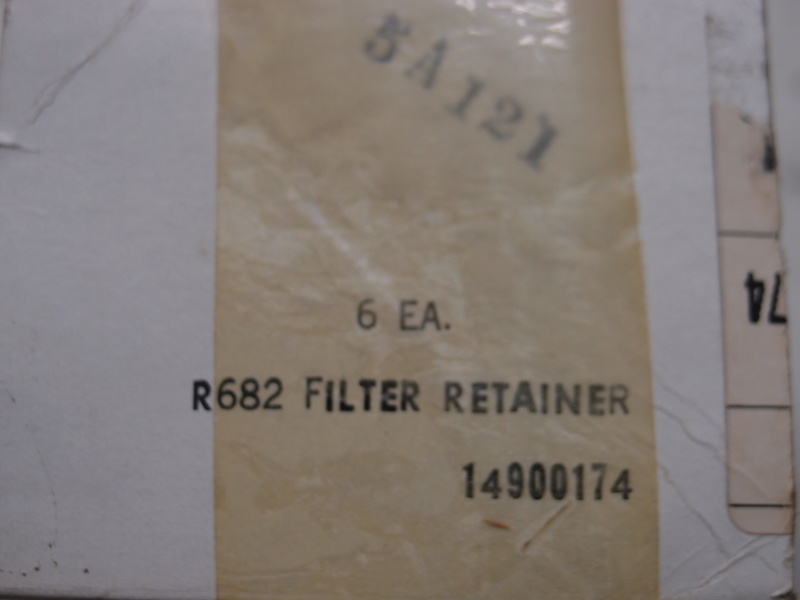 5A121
6 EA.
R682 FILTER RETAINER
14900174
74